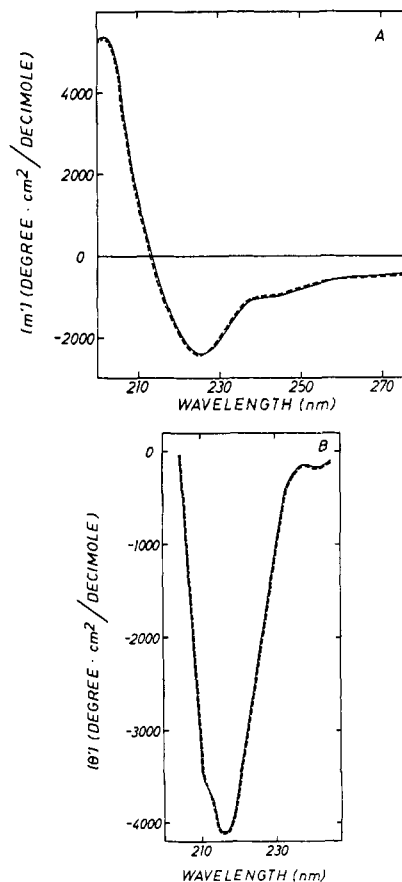 A
4000
2000
0
-2000
[m'] (DEGREE · cm2 / DECIMOLE)
210 230 250 270
WAVELENGTH (nm)
B
0
-1000
-2000
-3000
-4000
[θ'] (DEGREE · cm2 / DECIMOLE)
210 230
WAVELENGTH (nm)